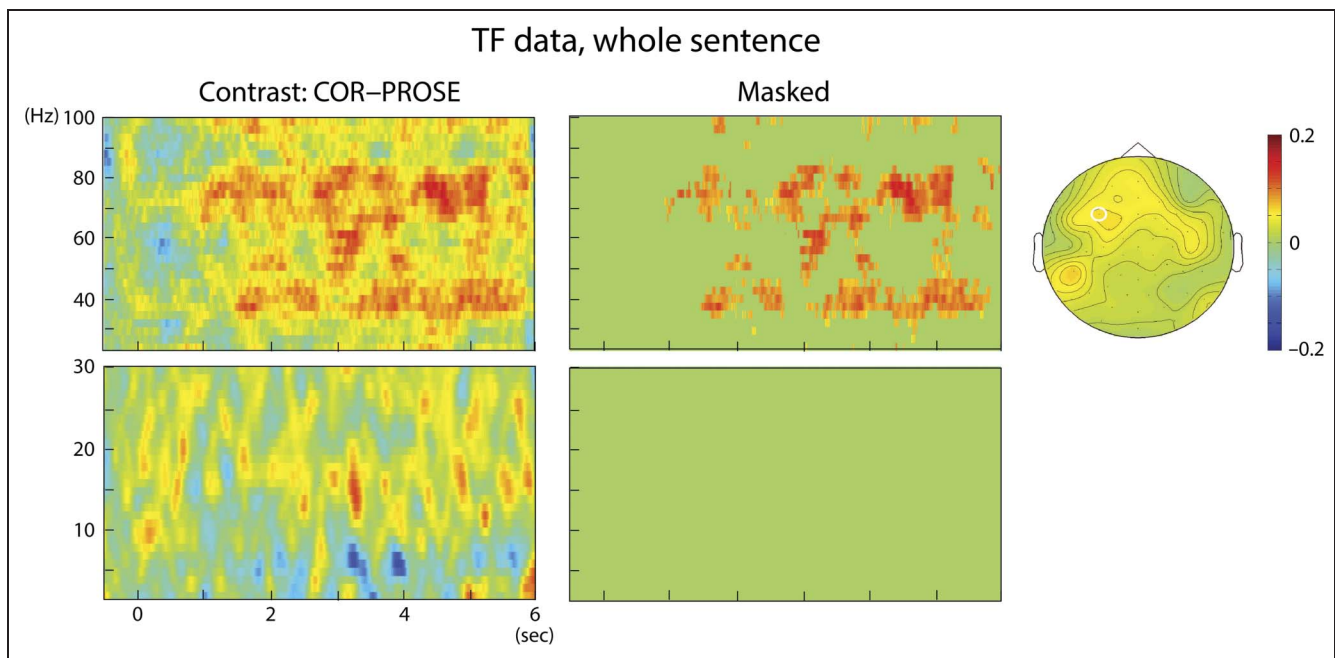 TF data, whole sentence
Contrast: COR–PROSE
Masked
(Hz) 100
80
60
40
30
20
10
0 2 4 6
(sec)
0.2
0
–0.2